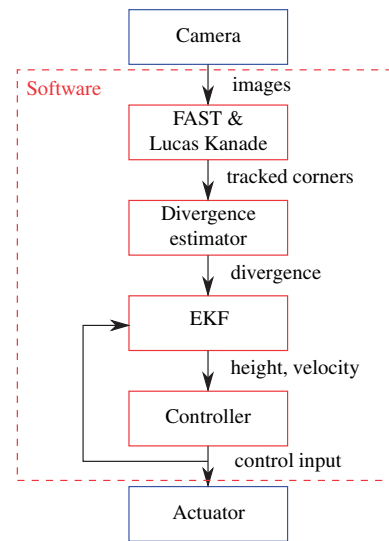 Camera
images
Software
FAST &
Lucas Kanade
tracked corners
Divergence
estimator
divergence
EKF
height, velocity
Controller
control input
Actuator